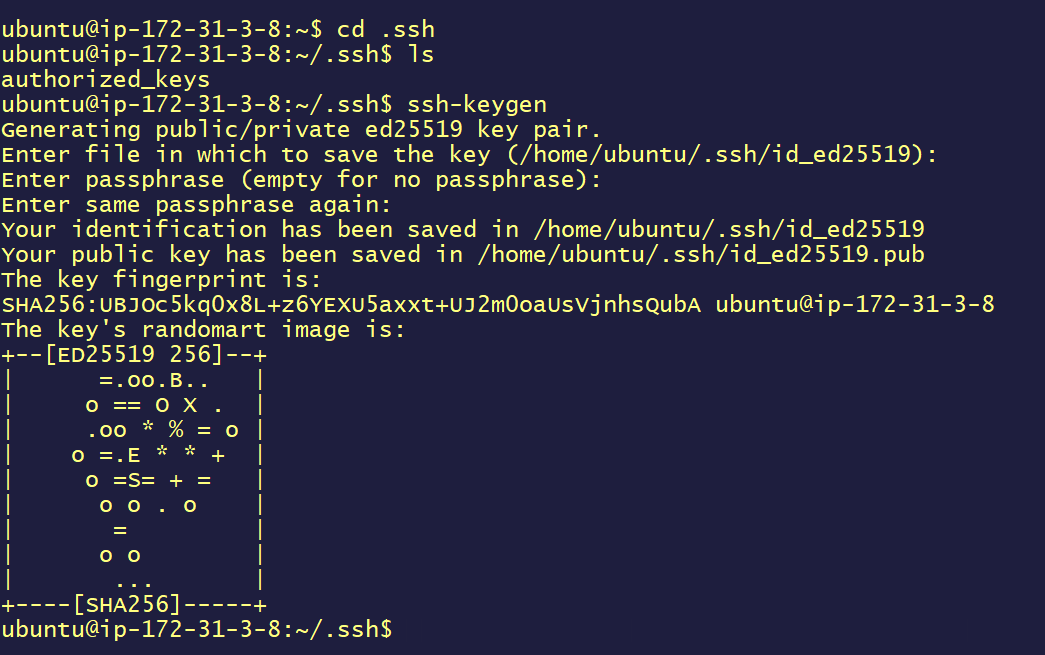 ubuntu@ip-172-31-3-8:~$ cd .ssh
ubuntu@ip-172-31-3-8:~/.ssh$ ls
authorized_keys
ubuntu@ip-172-31-3-8:~/.ssh$ ssh-keygen
Generating public/private ed25519 key pair.
Enter file in which to save the key (/home/ubuntu/.ssh/id_ed25519):
Enter passphrase (empty for no passphrase):
Enter same passphrase again:
Your identification has been saved in /home/ubuntu/.ssh/id_ed25519
Your public key has been saved in /home/ubuntu/.ssh/id_ed25519.pub
The key fingerprint is:
SHA256:UBJOc5kq0x8L+z6YEXU5axxt+UJ2m0oaUsVjnhsQubA ubuntu@ip-172-31-3-8
The key's randomart image is:
+--[ED25519 256]--+
|      =.oo.B..   |
|     o == O X .  |
|     .oo * % = o |
|    o =.E * * +  |
|     o =S= + =   |
|      o o . o    |
|       =         |
|      o o        |
|       ...       |
+----[SHA256]-----+
ubuntu@ip-172-31-3-8:~/.ssh$